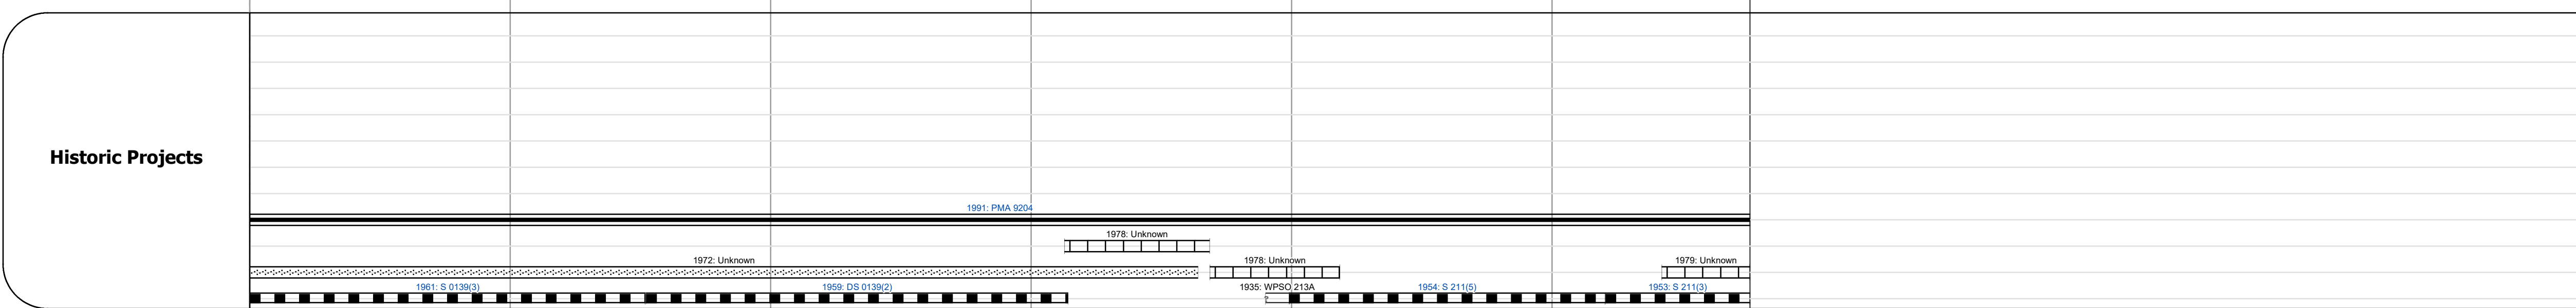 Historic Projects
1991: PMA 9204
1978: Unknown
1972: Unknown
1978: Unknown
1979: Unknown
1961: S 0139(3)
1959: DS 0139(2)
1935: WPSO 213A
1954: S 211(5)
1953: S 211(3)
?